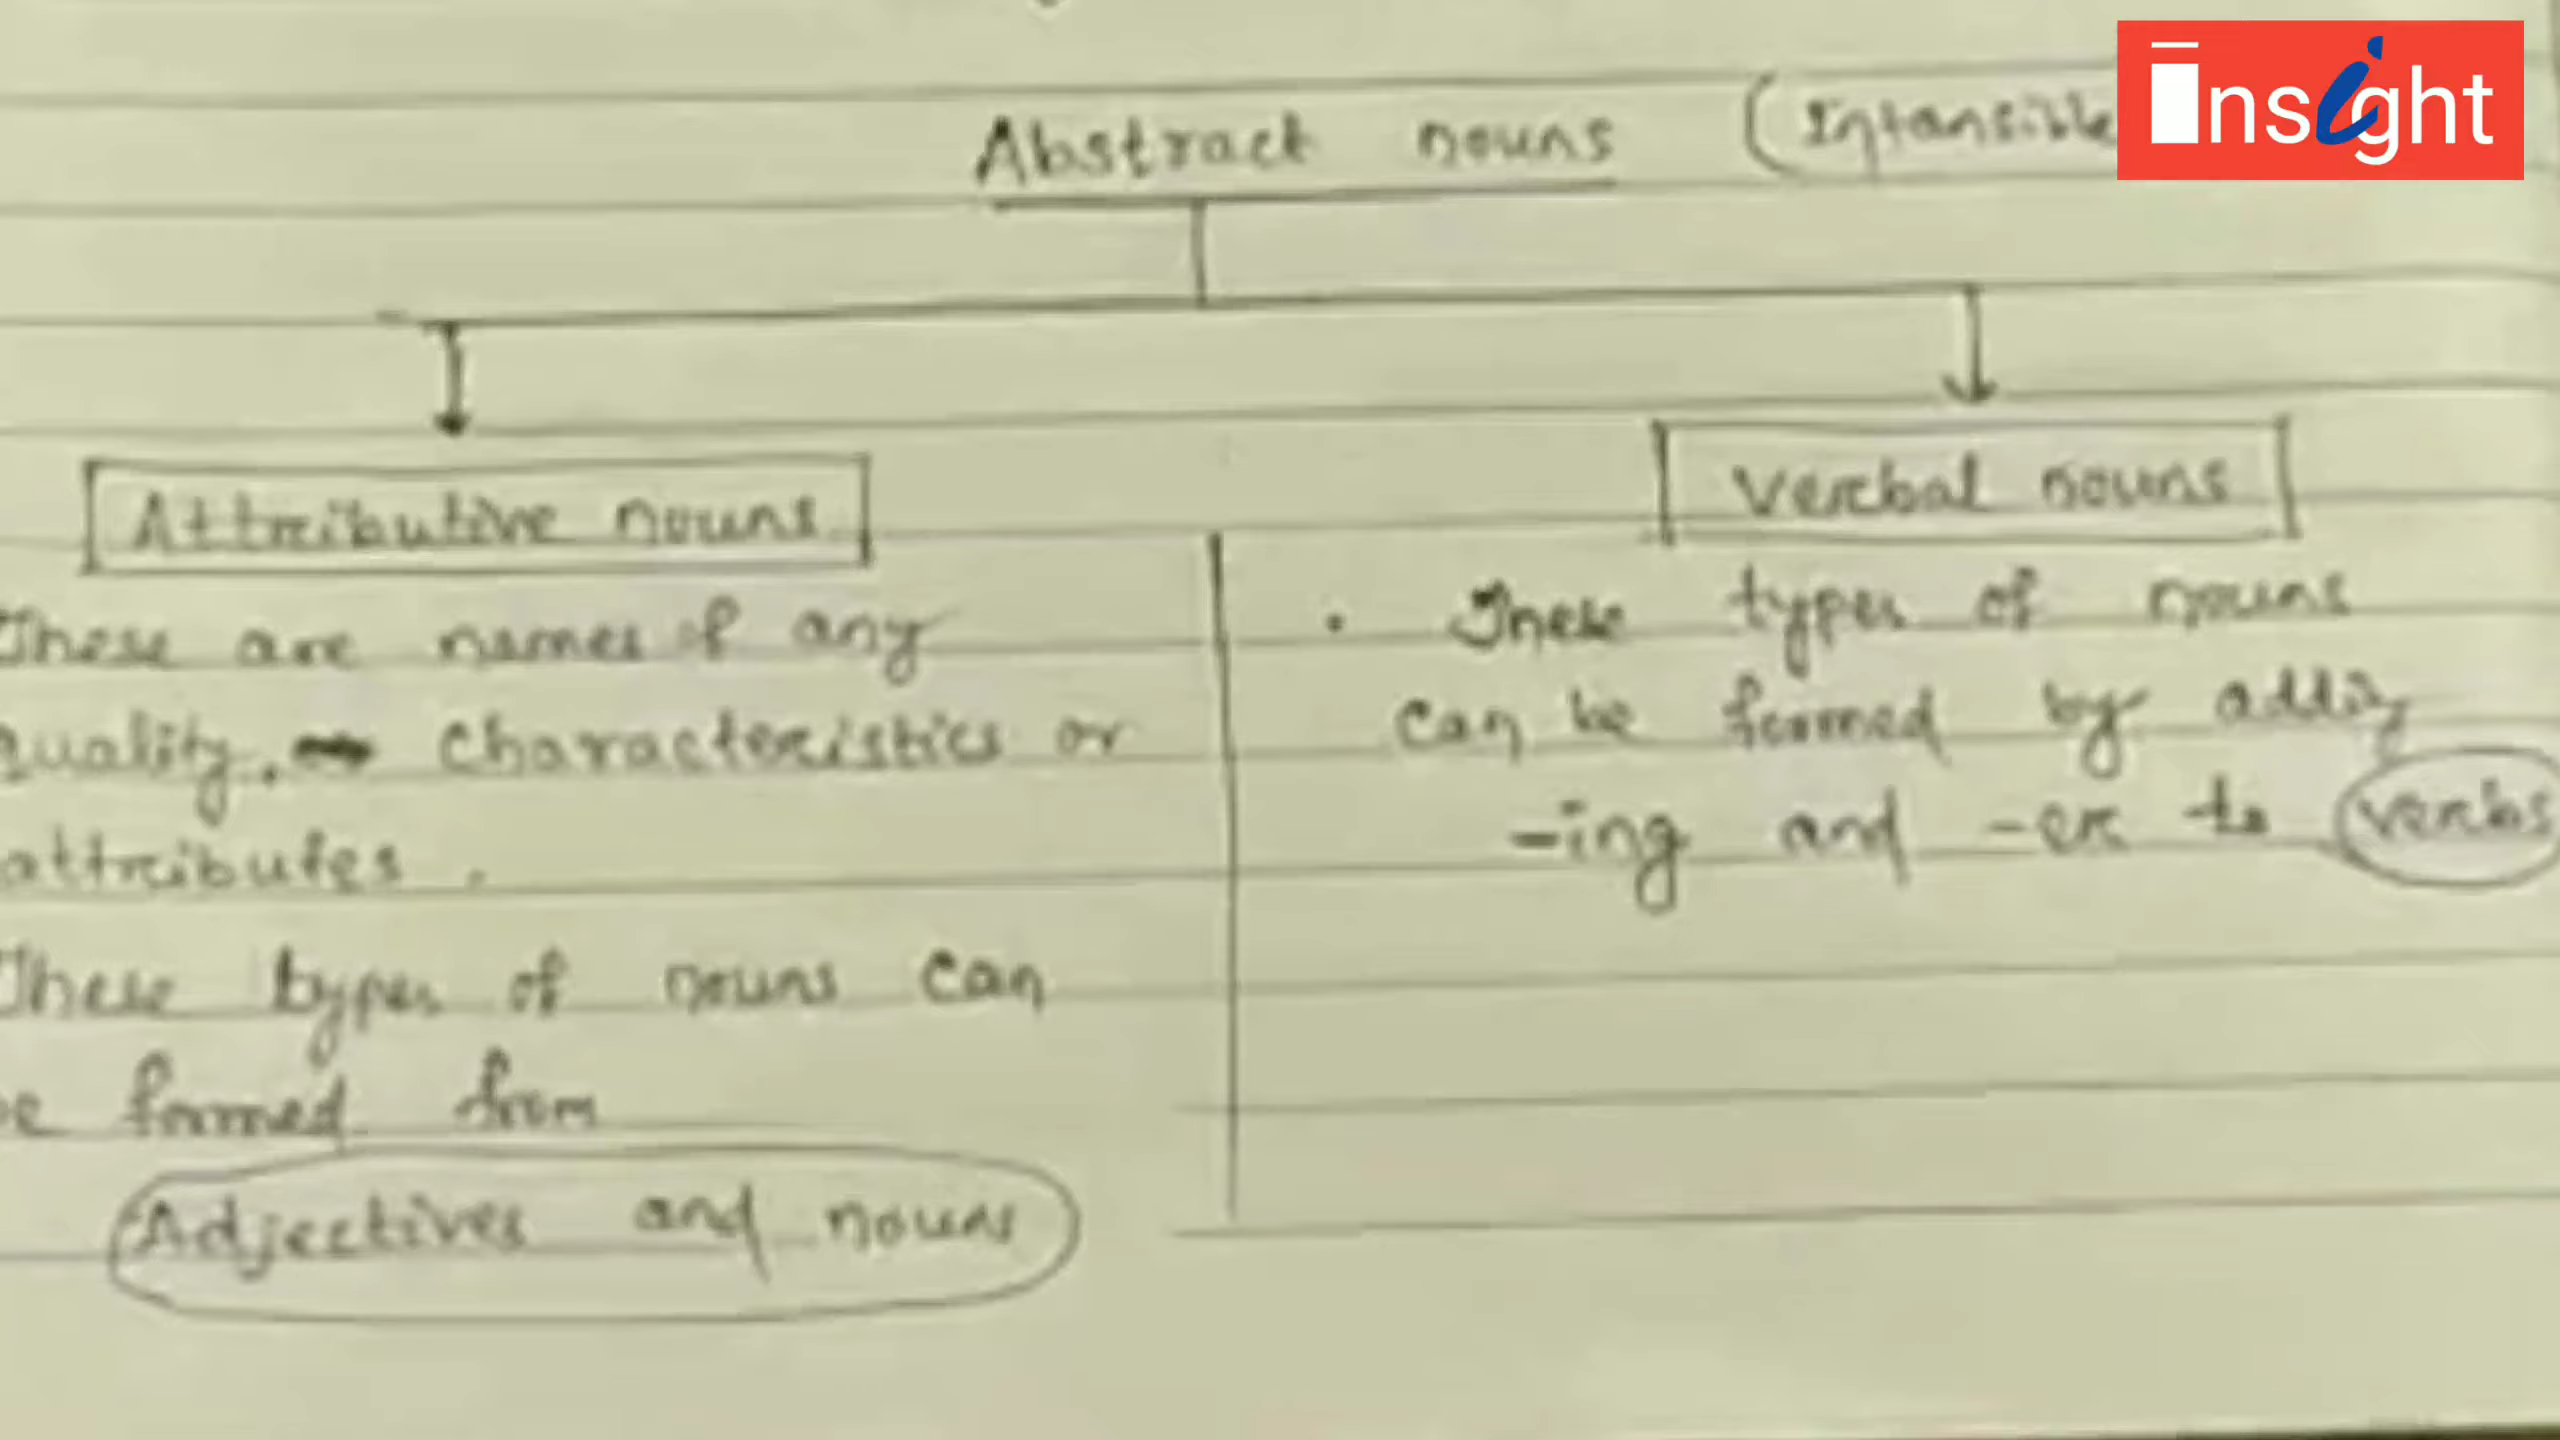 Abstract nouns (Intansible
Insight
Attributive nouns
These are names of any
quality, characteristics or
attributes.
These types of nouns can
be formed from
Adjectives and nouns
Verbal nouns
• These types of nouns
can be formed by adding
-ing and -er to verbs